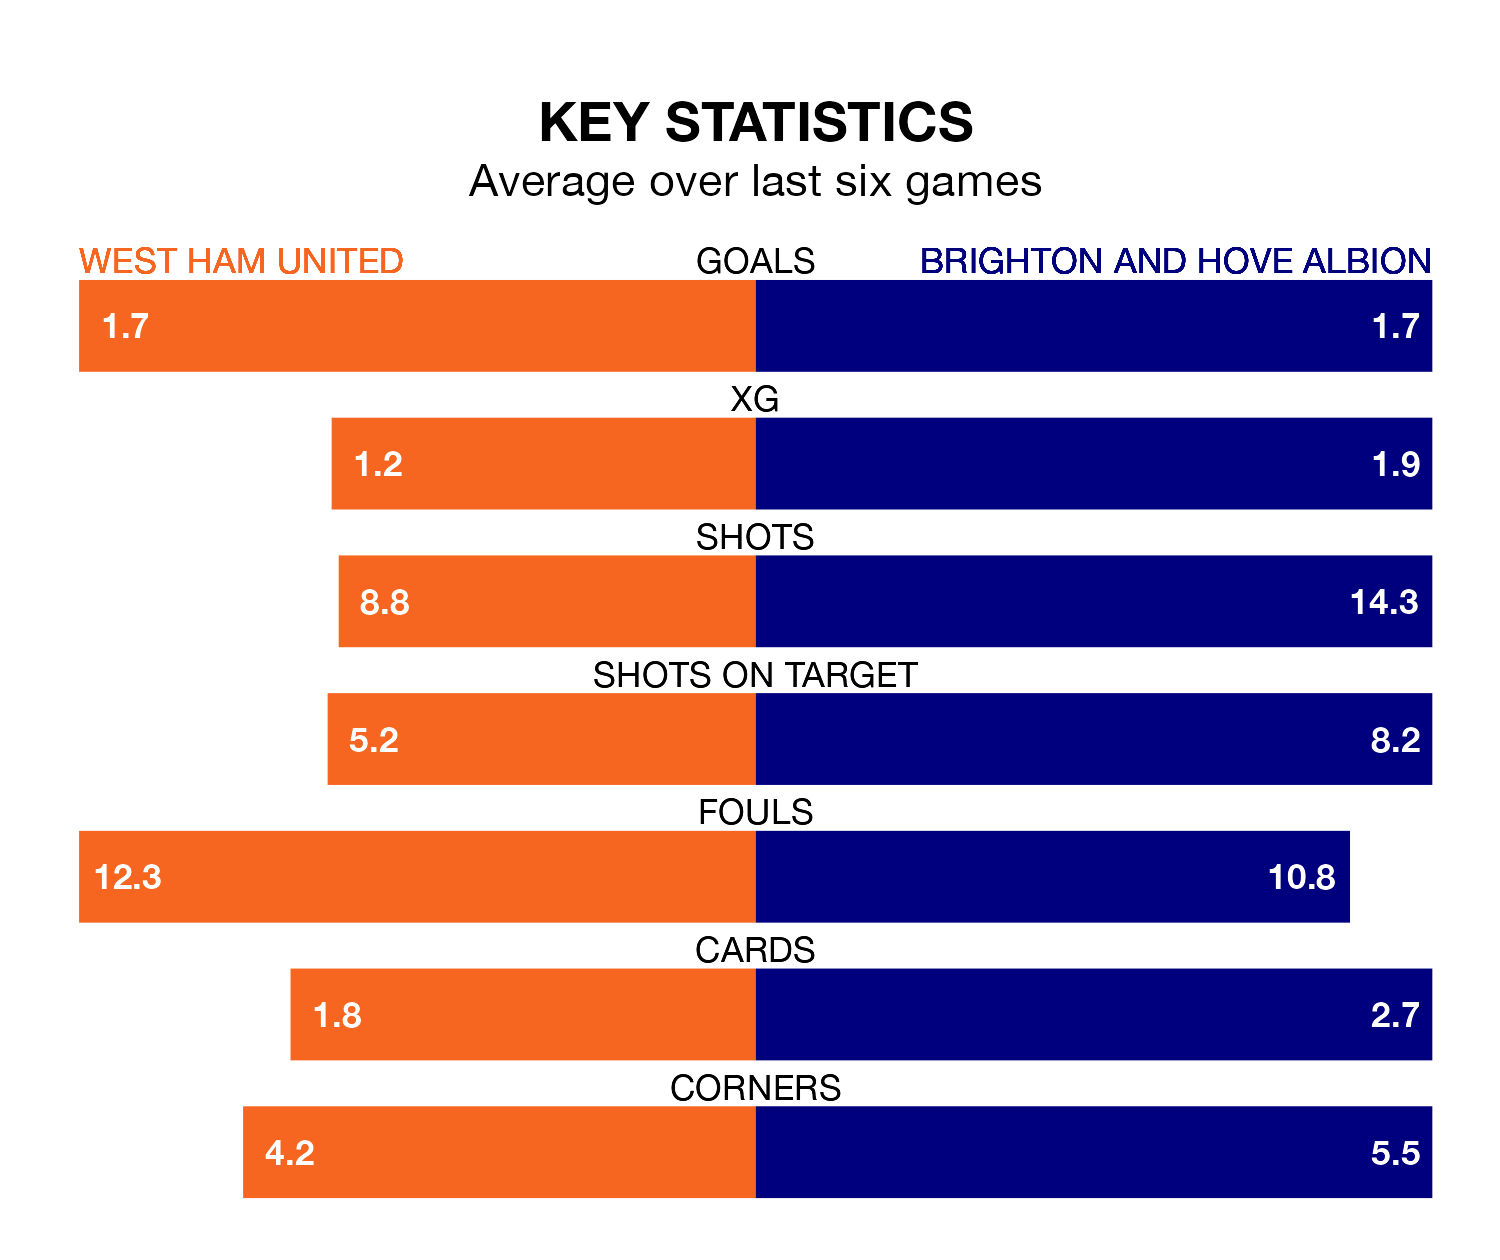 KEY STATISTICS
Average over last six games
WEST HAM UNITED GOALS BRIGHTON AND HOVE ALBION
1.7 1.7
XG
1.2 1.9
SHOTS
8.8 14.3
SHOTS ON TARGET
5.2 8.2
FOULS
12.3 10.8
CARDS
1.8 2.7
CORNERS
4.2 5.5